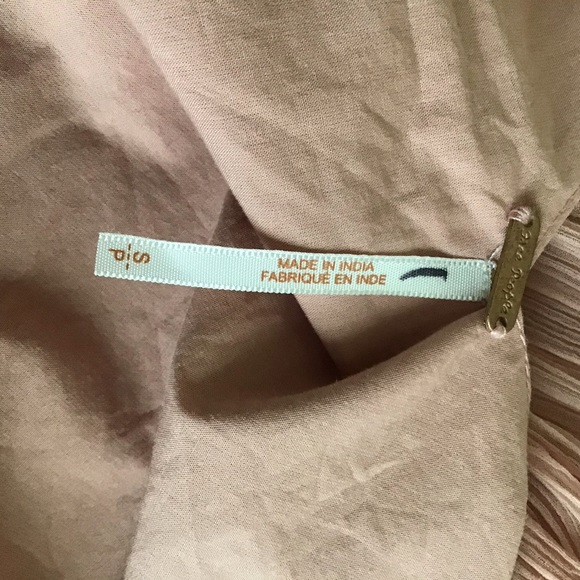 S-P
MADE IN INDIA
FABRIQUÉ EN INDE
free people